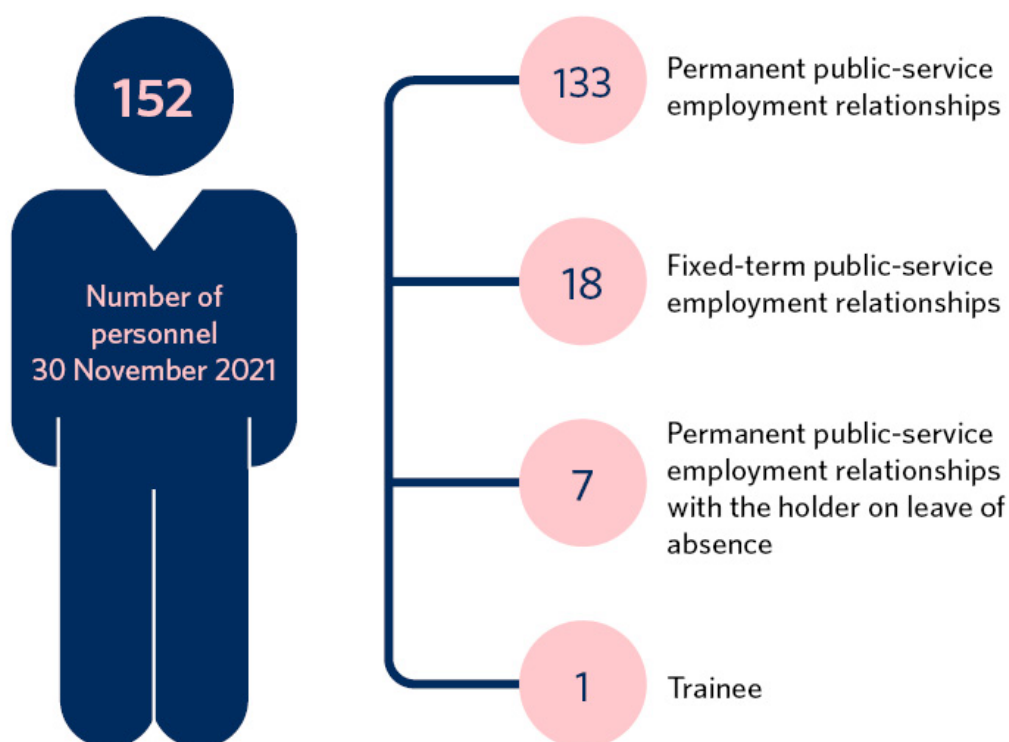 152
Number of
personnel
30 November 2021
133
Permanent public-service
employment relationships
18
Fixed-term public-service
employment relationships
7
Permanent public-service
employment relationships
with the holder on leave of
absence
1
Trainee